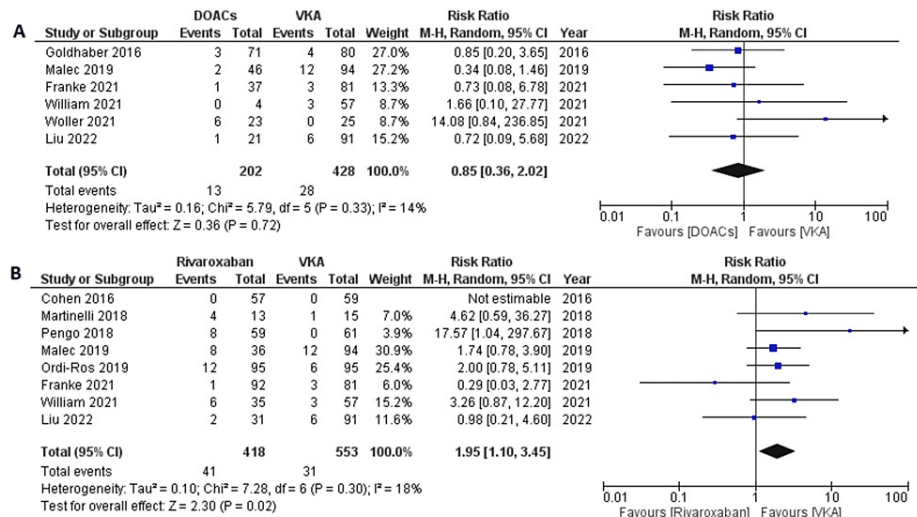 A
DOACs VKA Risk Ratio Risk Ratio
Study or Subgroup Events Total Events Total Weight M-H, Random, 95% CI Year M-H, Random, 95% CI
Goldhaber 2016 3 71 4 80 27.0% 0.85 [0.20, 3.65] 2016
Malec 2019 2 46 12 94 27.2% 0.34 [0.08, 1.46] 2019
Franke 2021 1 37 3 81 13.3% 0.73 [0.08, 6.78] 2021
William 2021 0 4 3 57 8.7% 1.66 [0.10, 27.77] 2021
Woller 2021 6 23 0 25 8.7% 14.08 [0.84, 236.85] 2021
Liu 2022 1 21 6 91 15.2% 0.72 [0.09, 5.68] 2022
Total (95% CI) 202 428 100.0% 0.85 [0.36, 2.02]
Total events 13 28
Heterogeneity: Tau² = 0.16; Chi² = 5.79, df = 5 (P = 0.33); I² = 14%
Test for overall effect: Z = 0.36 (P = 0.72)
0.01 0.1 1 10 100
Favours [DOACs] Favours [VKA]
B
Rivaroxaban VKA Risk Ratio Risk Ratio
Study or Subgroup Events Total Events Total Weight M-H, Random, 95% CI Year M-H, Random, 95% CI
Cohen 2016 0 57 0 59 Not estimable 2016
Martinelli 2018 4 13 1 15 7.0% 4.62 [0.59, 36.27] 2018
Pengo 2018 8 59 0 61 3.9% 17.57 [1.04, 297.67] 2018
Malec 2019 8 36 12 94 30.9% 1.74 [0.78, 3.90] 2019
Ordi-Ros 2019 12 95 6 95 25.4% 2.00 [0.78, 5.11] 2019
Franke 2021 1 92 3 81 6.0% 0.29 [0.03, 2.77] 2021
William 2021 6 35 3 57 15.2% 3.26 [0.87, 12.20] 2021
Liu 2022 2 31 6 91 11.6% 0.98 [0.21, 4.60] 2022
Total (95% CI) 418 553 100.0% 1.95 [1.10, 3.45]
Total events 41 31
Heterogeneity: Tau² = 0.10; Chi² = 7.28, df = 6 (P = 0.30); I² = 18%
Test for overall effect: Z = 2.30 (P = 0.02)
0.01 0.1 1 10 100
Favours [Rivaroxaban] Favours [VKA]